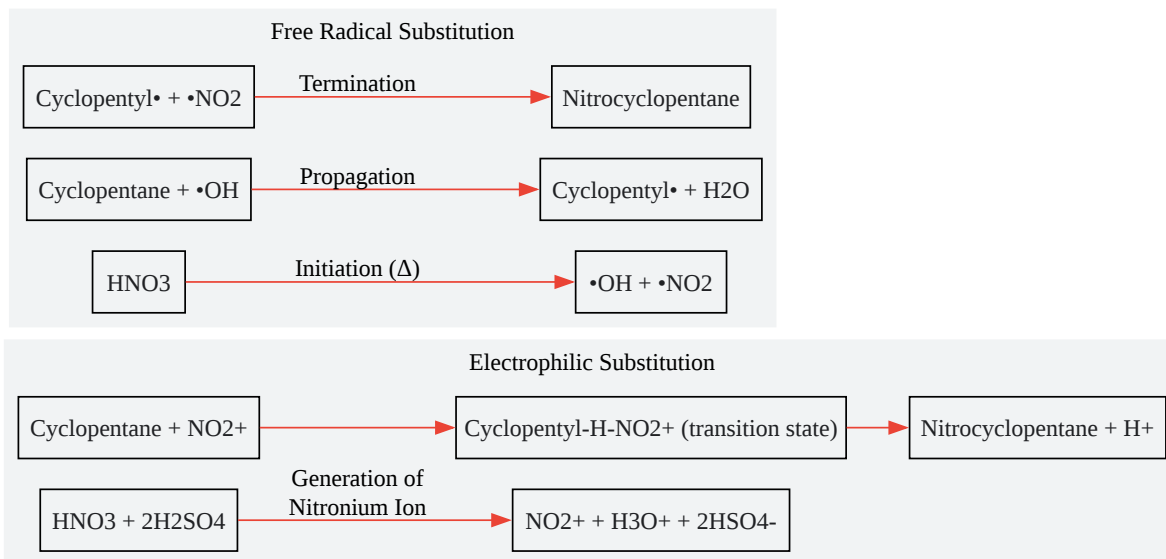 Free Radical Substitution
Cyclopentyl• + •NO2
Termination
Nitrocyclopentane
Cyclopentane + •OH
Propagation
Cyclopentyl• + H2O
HNO3
Initiation (Δ)
•OH + •NO2
Electrophilic Substitution
Cyclopentane + NO2+
Cyclopentyl-H-NO2+ (transition state)
Nitrocyclopentane + H+
HNO3 + 2H2SO4
Generation of
Nitronium Ion
NO2+ + H3O+ + 2HSO4-